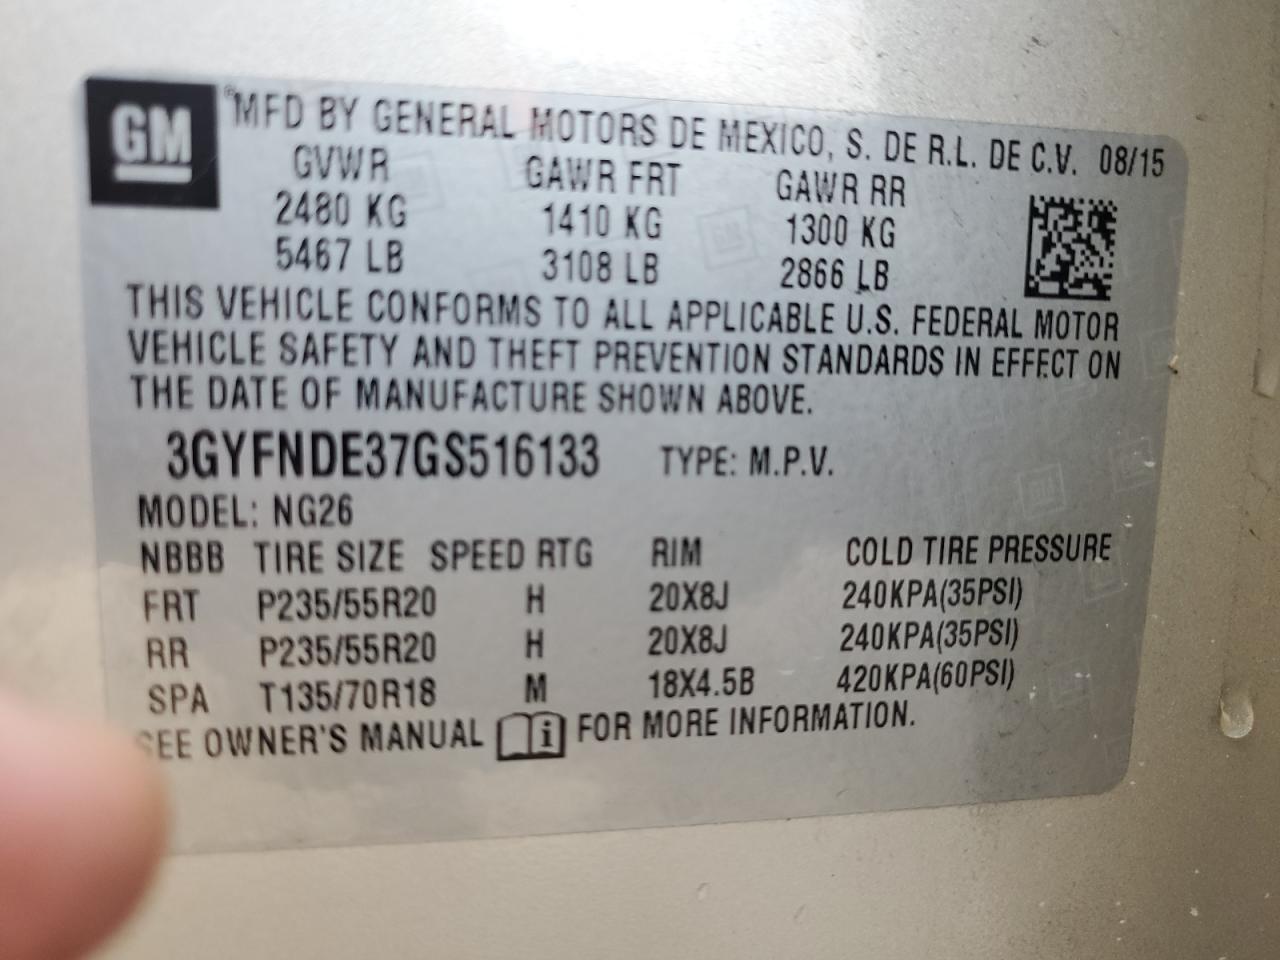 GM
® MFD BY GENERAL MOTORS DE MEXICO, S. DE R.L. DE C.V. 08/15
GVWR GAWR FRT GAWR RR
2480 KG 1410 KG 1300 KG
5467 LB 3108 LB 2866 LB
THIS VEHICLE CONFORMS TO ALL APPLICABLE U.S. FEDERAL MOTOR
VEHICLE SAFETY AND THEFT PREVENTION STANDARDS IN EFFECT ON
THE DATE OF MANUFACTURE SHOWN ABOVE.
3GYFNDE37GS516133 TYPE: M.P.V.
MODEL: NG26
NBBB TIRE SIZE SPEED RTG RIM COLD TIRE PRESSURE
FRT P235/55R20 H 20X8J 240KPA(35PSI)
RR P235/55R20 H 20X8J 240KPA(35PSI)
SPA T135/70R18 M 18X4.5B 420KPA(60PSI)
SEE OWNER'S MANUAL i FOR MORE INFORMATION.